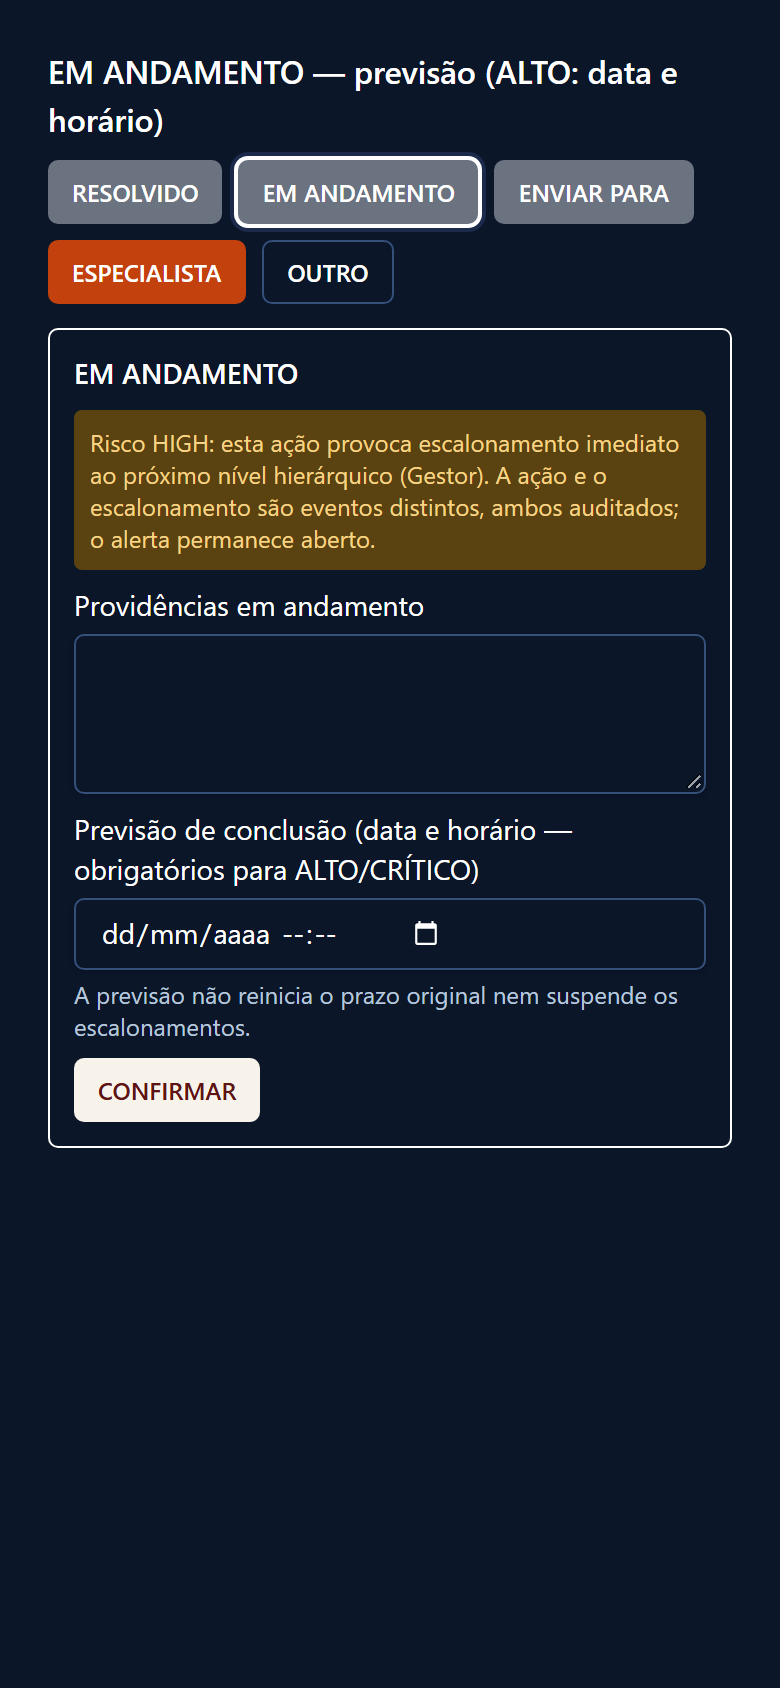 EM ANDAMENTO — previsão (ALTO: data e
horário)
RESOLVIDO
EM ANDAMENTO
ENVIAR PARA
ESPECIALISTA
OUTRO
EM ANDAMENTO
Risco HIGH: esta ação provoca escalonamento imediato
ao próximo nível hierárquico (Gestor). A ação e o
escalonamento são eventos distintos, ambos auditados;
o alerta permanece aberto.
Providências em andamento
Previsão de conclusão (data e horário —
obrigatórios para ALTO/CRÍTICO)
dd/mm/aaaa --:--
A previsão não reinicia o prazo original nem suspende os
escalonamentos.
CONFIRMAR